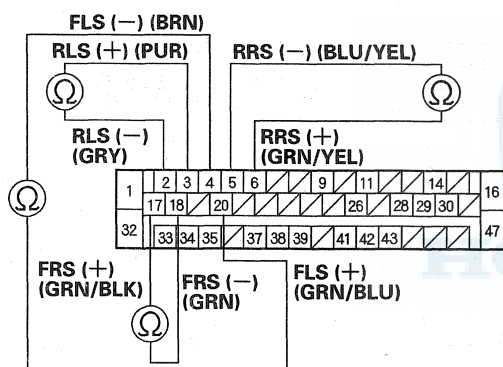 FLS (−) (BRN)
RLS (+) (PUR)
RRS (−) (BLU/YEL)
Ω
Ω
RLS (−)
(GRY)
RRS (+)
(GRN/YEL)
1 2 3 4 5 6 9 11 14 16
Ω
17 18 20 26 28 29 30
32 33 34 35 37 38 39 41 42 43 47
FRS (+)
(GRN/BLK)
FRS (−)
(GRN)
FLS (+)
(GRN/BLU)
Ω